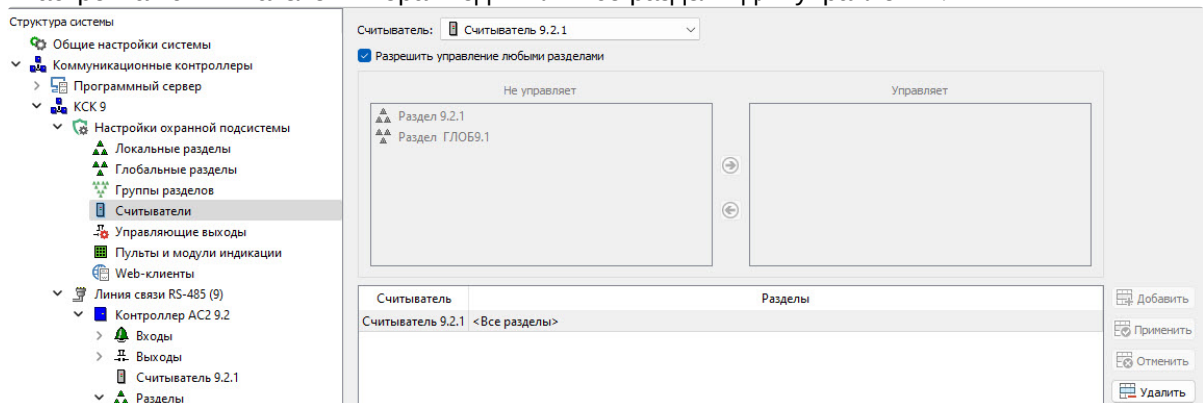 Структура системы
Общие настройки системы
Коммуникационные контроллеры
Программный сервер
КСК 9
Настройки охранной подсистемы
Локальные разделы
Глобальные разделы
Группы разделов
Считыватели
Управляющие выходы
Пульты и модули индикации
Web-клиенты
Линия связи RS-485 (9)
Контроллер AC2 9.2
Входы
Выходы
Считыватель 9.2.1
Разделы
Считыватель: Считыватель 9.2.1
Разрешить управление любыми разделами
Не управляет
Управляет
Раздел 9.2.1
Раздел ГЛОБ9.1
Считыватель Разделы
Считыватель 9.2.1 <Все разделы>
Добавить
Применить
Отменить
Удалить